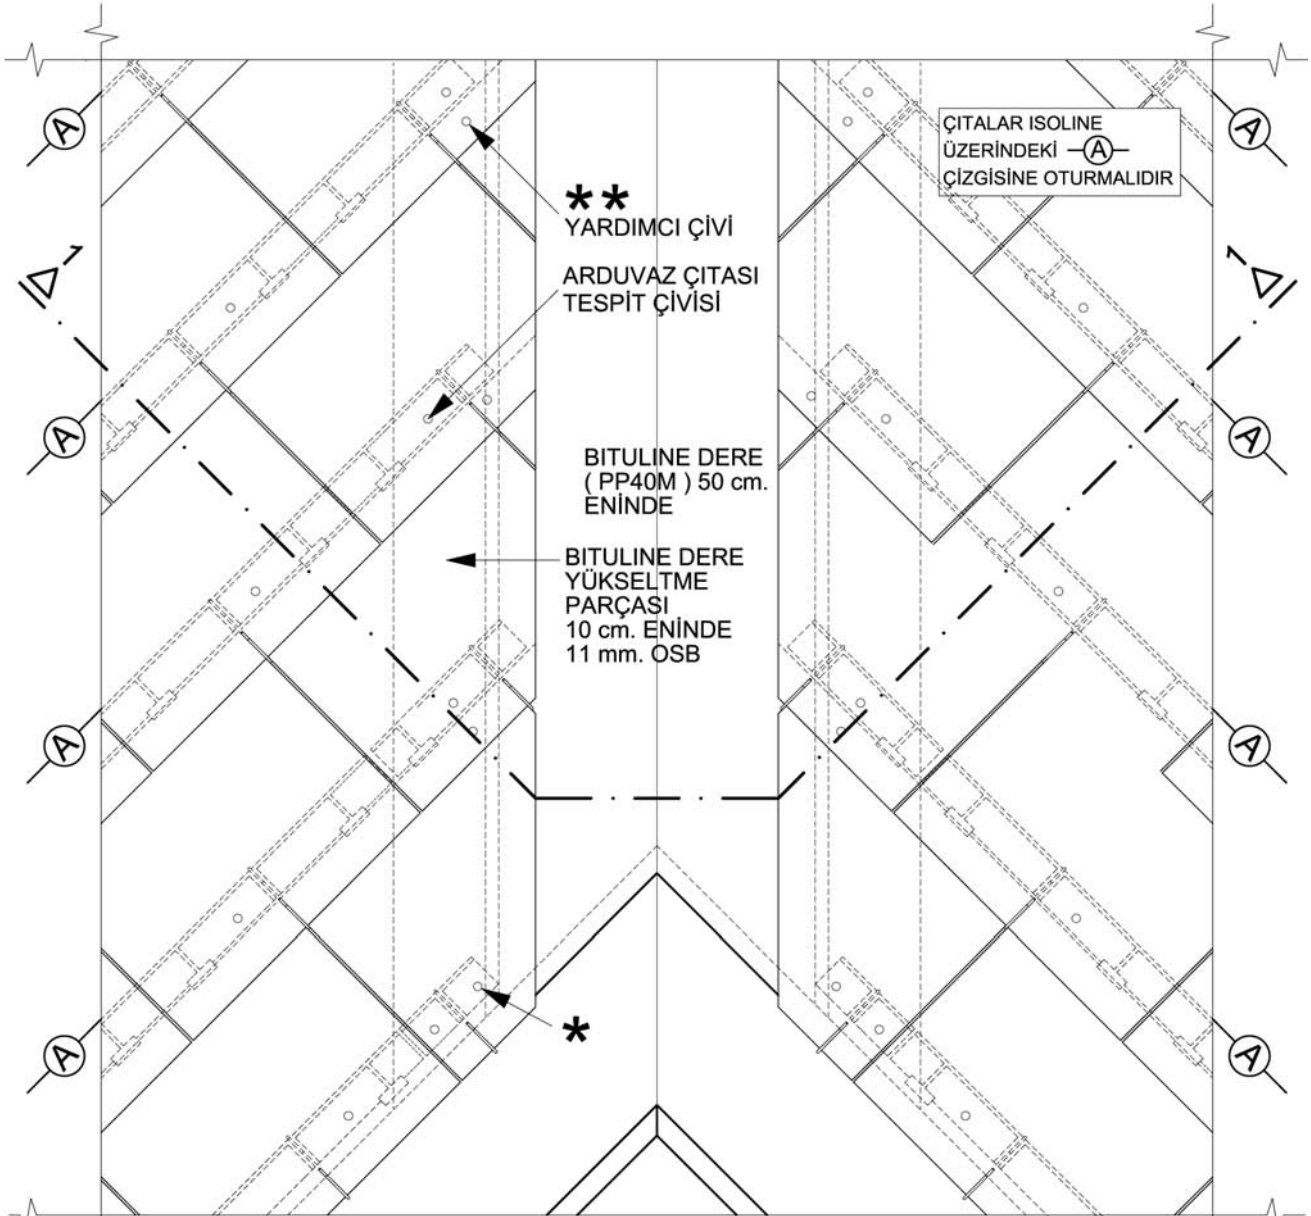 A
A
ÇITALAR ISOLINE
ÜZERİNDEKİ A
ÇİZGİSİNE OTURMALIDIR
**
YARDIMCI ÇİVİ
1
1
ARDUVAZ ÇITASI
TESPİT ÇİVİSİ
A
A
BITULINE DERE
( PP40M ) 50 cm.
ENİNDE
BITULINE DERE
YÜKSELTME
PARÇASI
10 cm. ENİNDE
11 mm. OSB
A
A
*
A
A